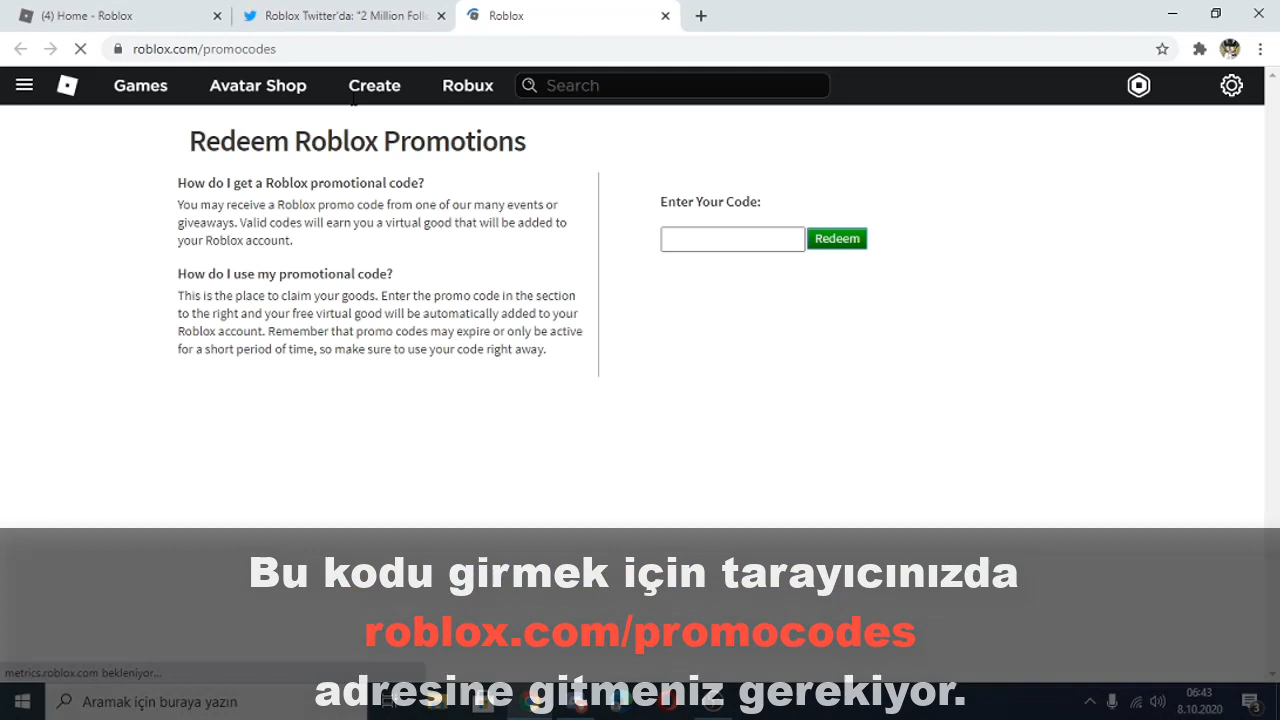 (4) Home - Roblox
Roblox Twitter'da: "2 Million Foll
Roblox
roblox.com/promocodes
Games Avatar Shop Create Robux Search
Redeem Roblox Promotions
How do I get a Roblox promotional code?
You may receive a Roblox promo code from one of our many events or
giveaways. Valid codes will earn you a virtual good that will be added to
your Roblox account.
How do I use my promotional code?
This is the place to claim your goods. Enter the promo code in the section
to the right and your free virtual good will be automatically added to your
Roblox account. Remember that promo codes may expire or only be active
for a short period of time, so make sure to use your code right away.
Enter Your Code:
Redeem
Bu kodu girmek için tarayıcınızda
roblox.com/promocodes
adresine gitmeniz gerekiyor.
metrics.roblox.com bekleniyor...
Aramak için buraya yazın
06:43
8.10.2020
3